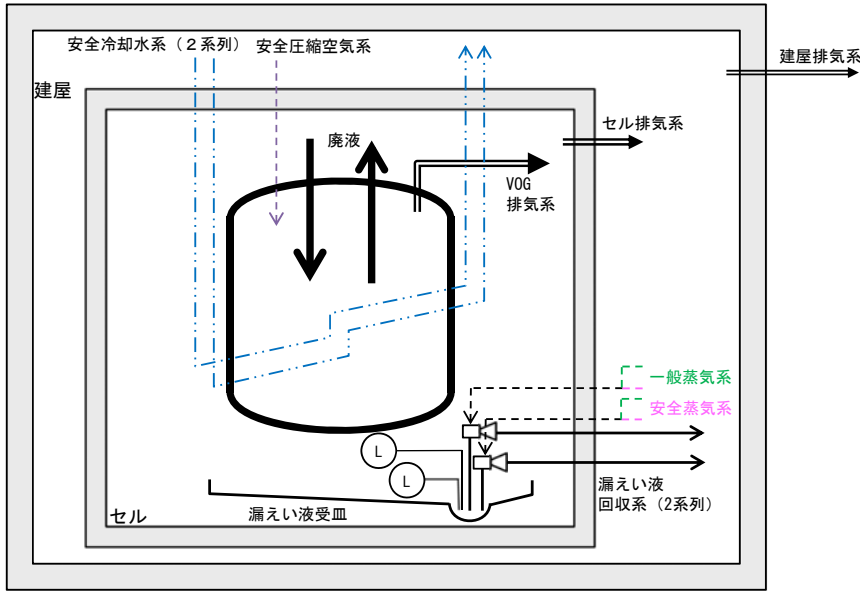 安全冷却水系（２系列）
安全圧縮空気系
建屋排気系
建屋
セル排気系
廃液
VOG
排気系
一般蒸気系
安全蒸気系
L
L
漏えい液
回収系（2系列）
漏えい液受皿
セル